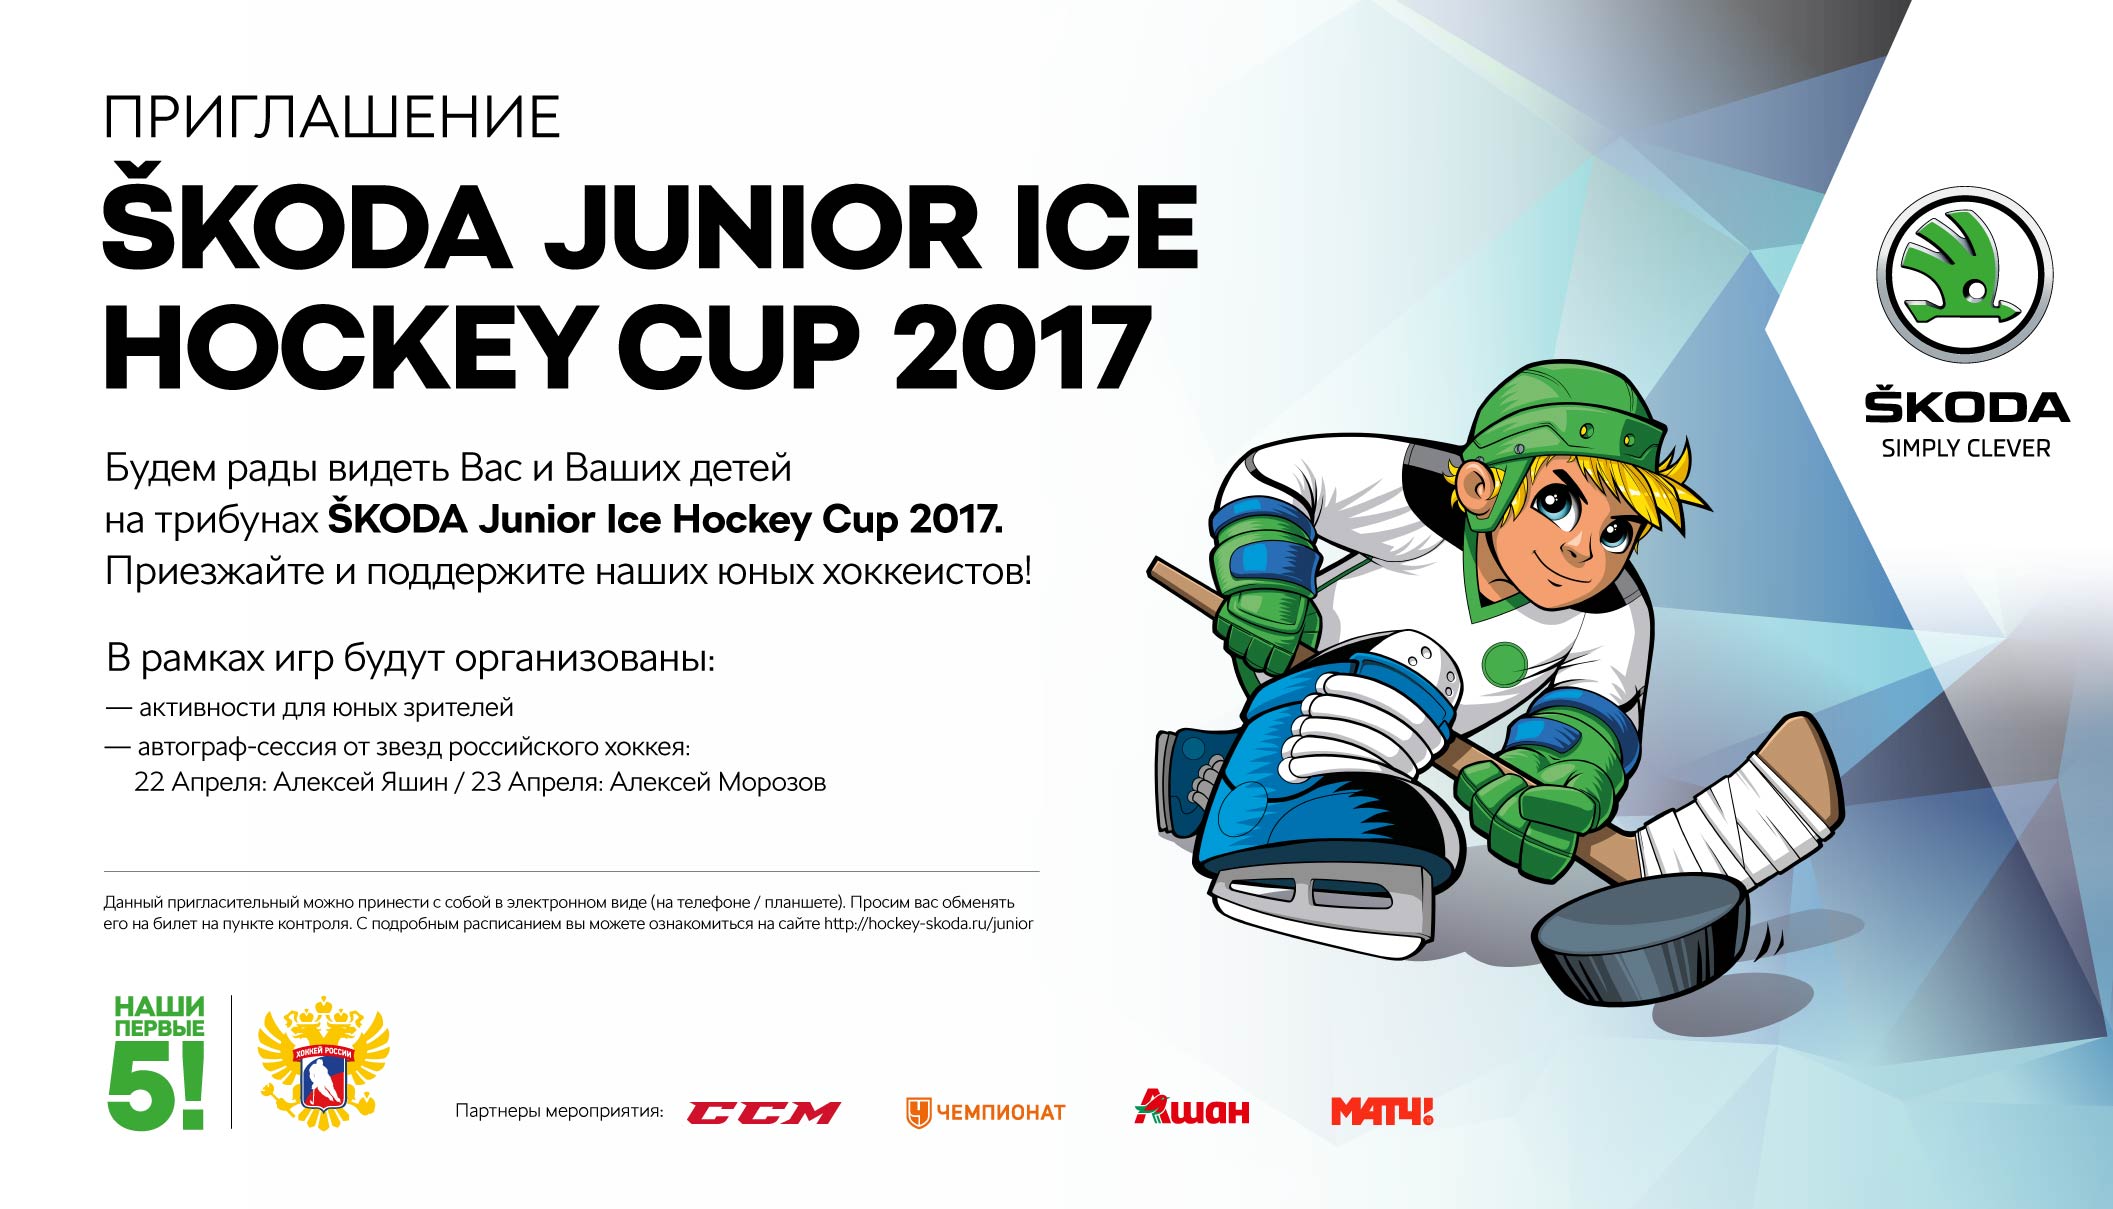 ПРИГЛАШЕНИЕ
ŠKODA JUNIOR ICE
HOCKEY CUP 2017
ŠKODA
SIMPLY CLEVER
Будем рады видеть Вас и Ваших детей
на трибунах ŠKODA Junior Ice Hockey Cup 2017.
Приезжайте и поддержите наших юных хоккеистов!
В рамках игр будут организованы:
— активности для юных зрителей
— автограф-сессия от звезд российского хоккея:
22 Апреля: Алексей Яшин / 23 Апреля: Алексей Морозов
Данный пригласительный можно принести с собой в электронном виде (на телефоне / планшете). Просим вас обменять
его на билет на пункте контроля. С подробным расписанием вы можете ознакомиться на сайте http://hockey-skoda.ru/junior
НАШИ
ПЕРВЫЕ
5!
ХОККЕЙ РОССИИ
Партнеры мероприятия:
CCM
Ч ЧЕМПИОНАТ
Ашан
МАТЧ!